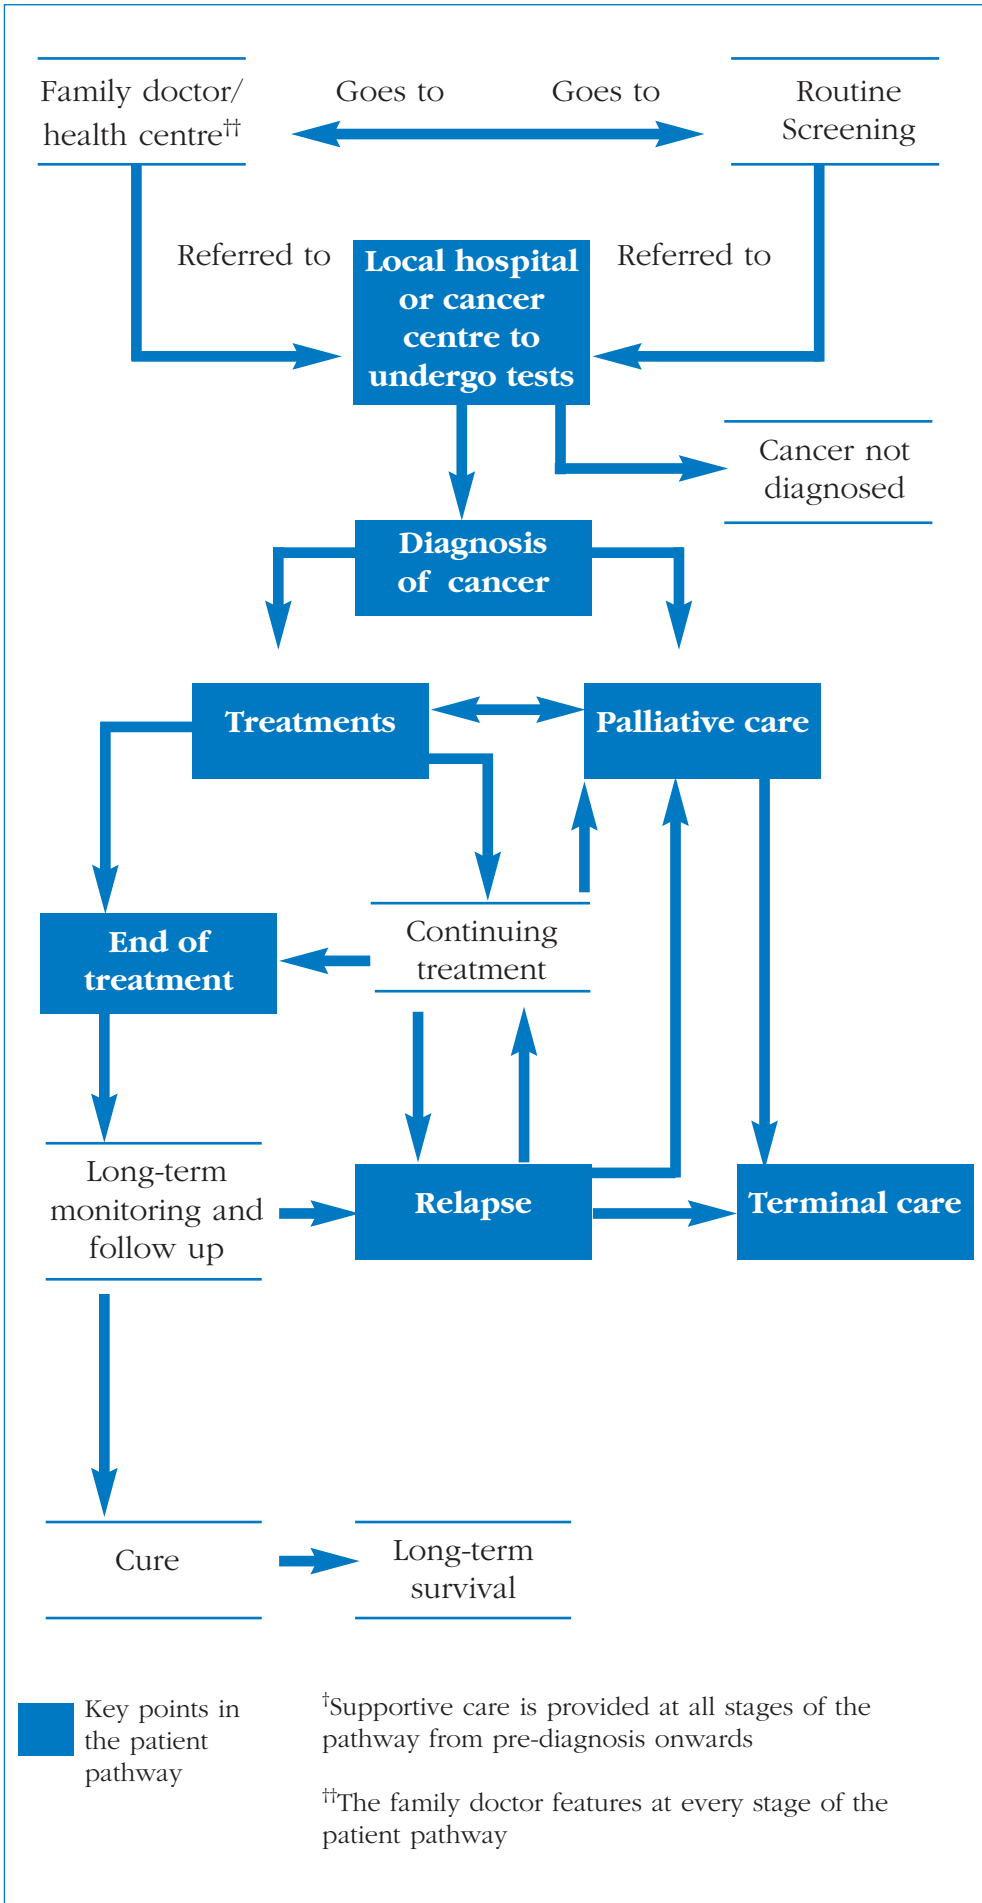 Family doctor/
health centre††
Goes to
Goes to
Routine
Screening
Referred to
Local hospital
or cancer
centre to
undergo tests
Referred to
Cancer not
diagnosed
Diagnosis
of cancer
Treatments
Palliative care
End of
treatment
Continuing
treatment
Long-term
monitoring and
follow up
Relapse
Terminal care
Cure
Long-term
survival
Key points in
the patient
pathway
†Supportive care is provided at all stages of the
pathway from pre-diagnosis onwards
††The family doctor features at every stage of the
patient pathway